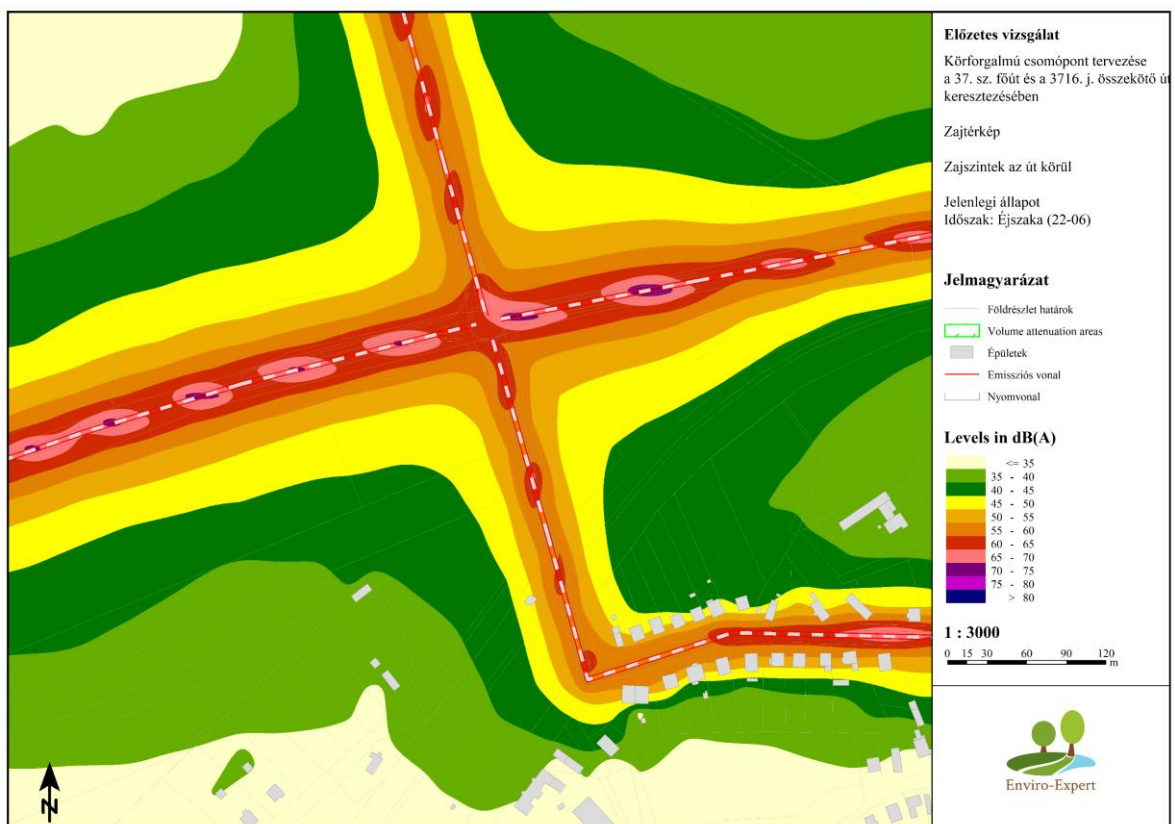 Előzetes vizsgálat
Körforgalmú csomópont tervezése
a 37. sz. főút és a 3716. j. összekötő út
keresztezésében
Zajtérkép
Zajszintek az út körül
Jelenlegi állapot
Időszak: Éjszaka (22-06)
Jelmagyarázat
Földrészlet határok
Volume attenuation areas
Épületek
Emissziós vonal
Nyomvonal
Levels in dB(A)
<= 35
35 - 40
40 - 45
45 - 50
50 - 55
55 - 60
60 - 65
65 - 70
70 - 75
75 - 80
> 80
1 : 3000
0 15 30 60 90 120
m
N
Enviro-Expert